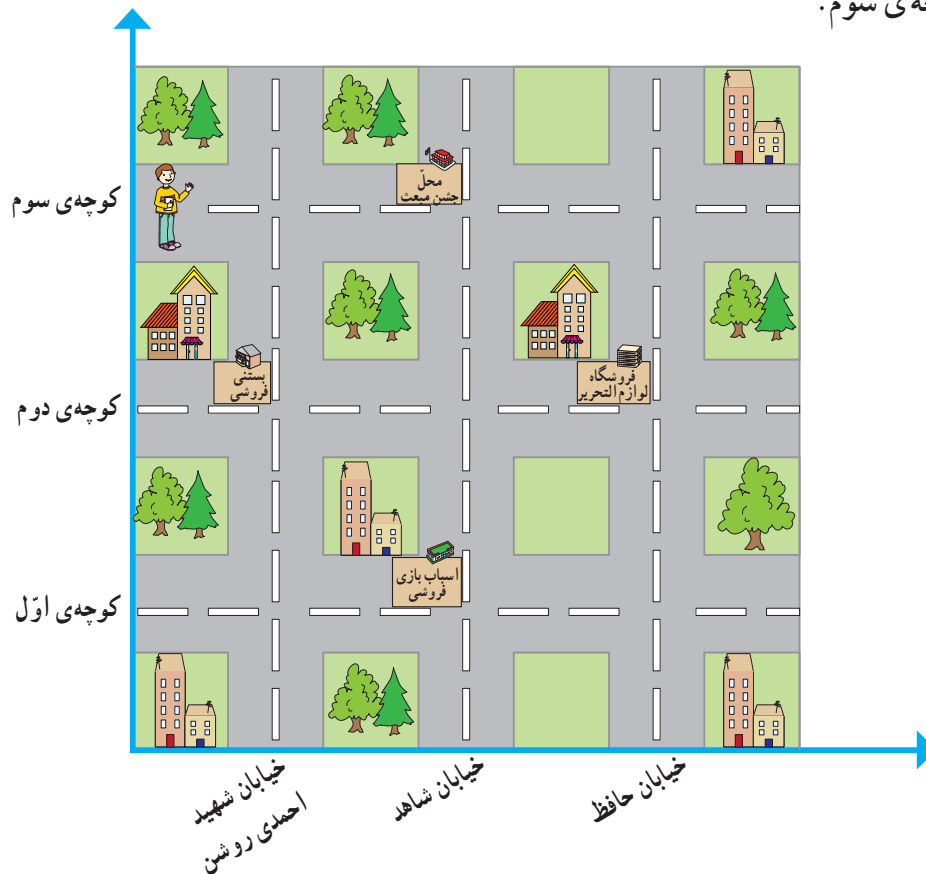 ‌ه‌ی سوم.
محلّ
جشن مبعث
کوچه‌ی سوم
بستنی
فروشی
فروشگاه
لوازم التحریر
کوچه‌ی دوم
اسباب بازی
فروشی
کوچه‌ی اوّل
خیابان شهید
احمدی روشن
خیابان شاهد
خیابان حافظ